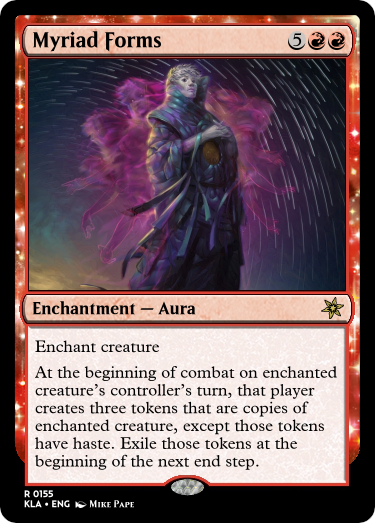 Myriad Forms 5
Enchantment — Aura
Enchant creature
At the beginning of combat on enchanted
creature's controller's turn, that player
creates three tokens that are copies of
enchanted creature, except those tokens
have haste. Exile those tokens at the
beginning of the next end step.
R 0155
KLA • ENG Mike Pape